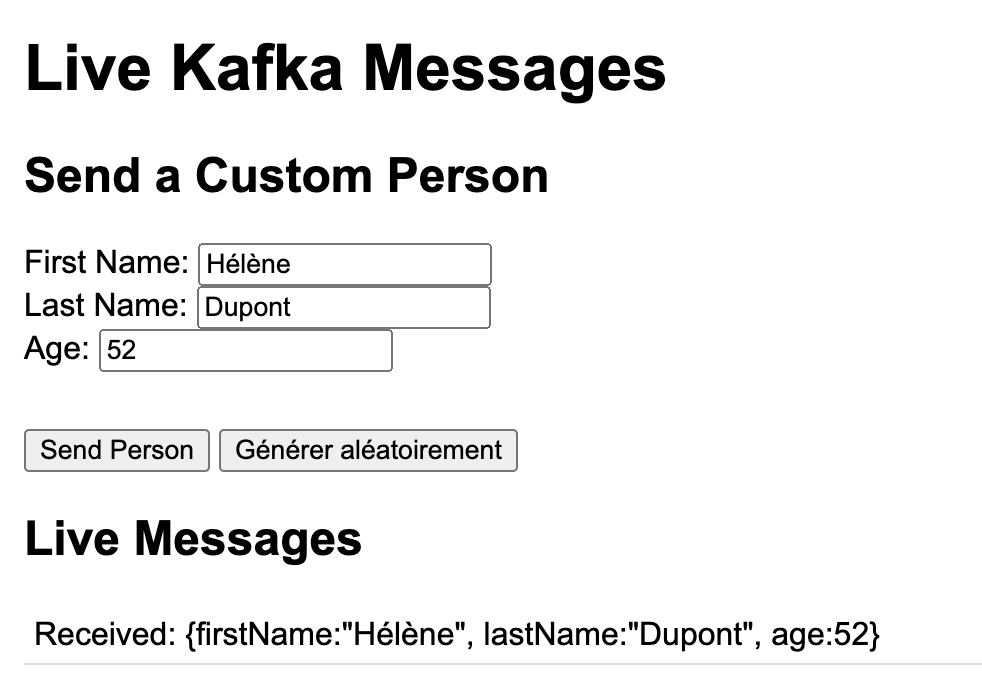 Live Kafka Messages
Send a Custom Person
First Name: Hélène
Last Name: Dupont
Age: 52
Send Person Générer aléatoirement
Live Messages
Received: {firstName:"Hélène", lastName:"Dupont", age:52}